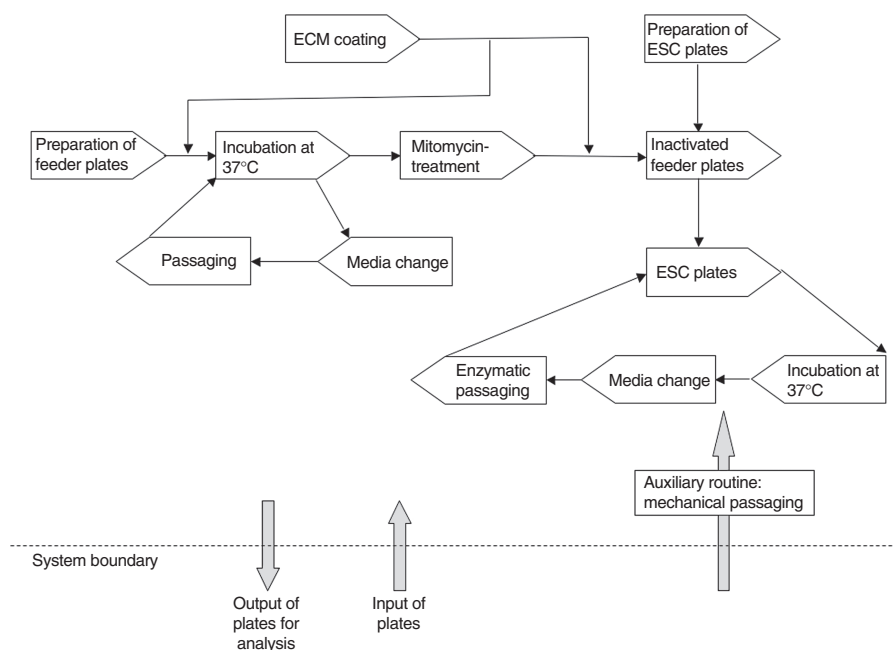 ECM coating
Preparation of
ESC plates
Preparation of
feeder plates
Incubation at
37°C
Mitomycin-
treatment
Inactivated
feeder plates
Passaging
Media change
ESC plates
Enzymatic
passaging
Media change
Incubation at
37°C
Auxiliary routine:
mechanical passaging
System boundary
Output of
plates for
analysis
Input of
plates